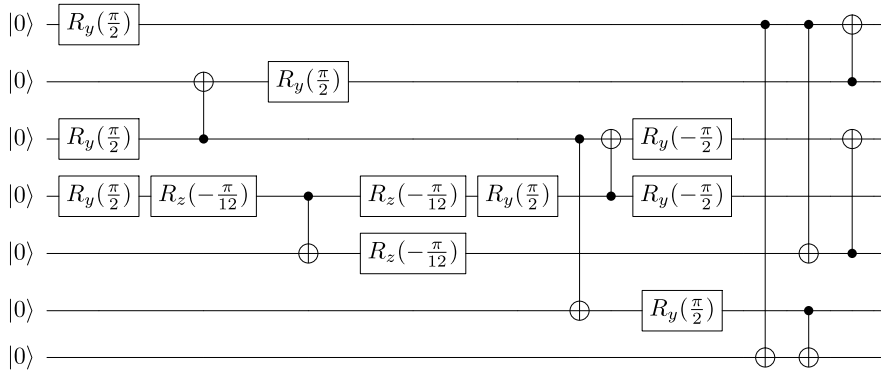 |0⟩ R_y(π/2)
|0⟩ R_y(π/2)
|0⟩ R_y(π/2) R_y(−π/2)
|0⟩ R_y(π/2) R_z(−π/12) R_z(−π/12) R_y(π/2) R_y(−π/2)
|0⟩ R_z(−π/12)
|0⟩ R_y(π/2)
|0⟩